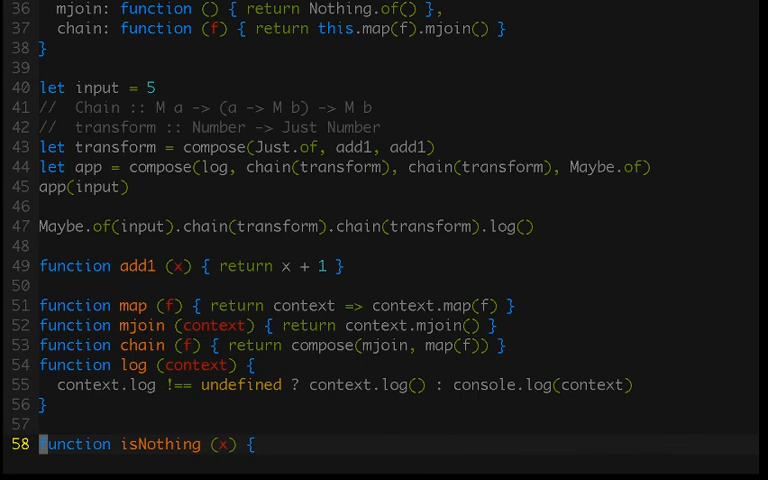 36   mjoin: function () { return Nothing.of() },
37   chain: function (f) { return this.map(f).mjoin() }
38 }
39
40 let input = 5
41 //  Chain :: M a -> (a -> M b) -> M b
42 //  transform :: Number -> Just Number
43 let transform = compose(Just.of, add1, add1)
44 let app = compose(log, chain(transform), chain(transform), Maybe.of)
45 app(input)
46
47 Maybe.of(input).chain(transform).chain(transform).log()
48
49 function add1 (x) { return x + 1 }
50
51 function map (f) { return context => context.map(f) }
52 function mjoin (context) { return context.mjoin() }
53 function chain (f) { return compose(mjoin, map(f)) }
54 function log (context) {
55   context.log !== undefined ? context.log() : console.log(context)
56 }
57
58 function isNothing (x) {